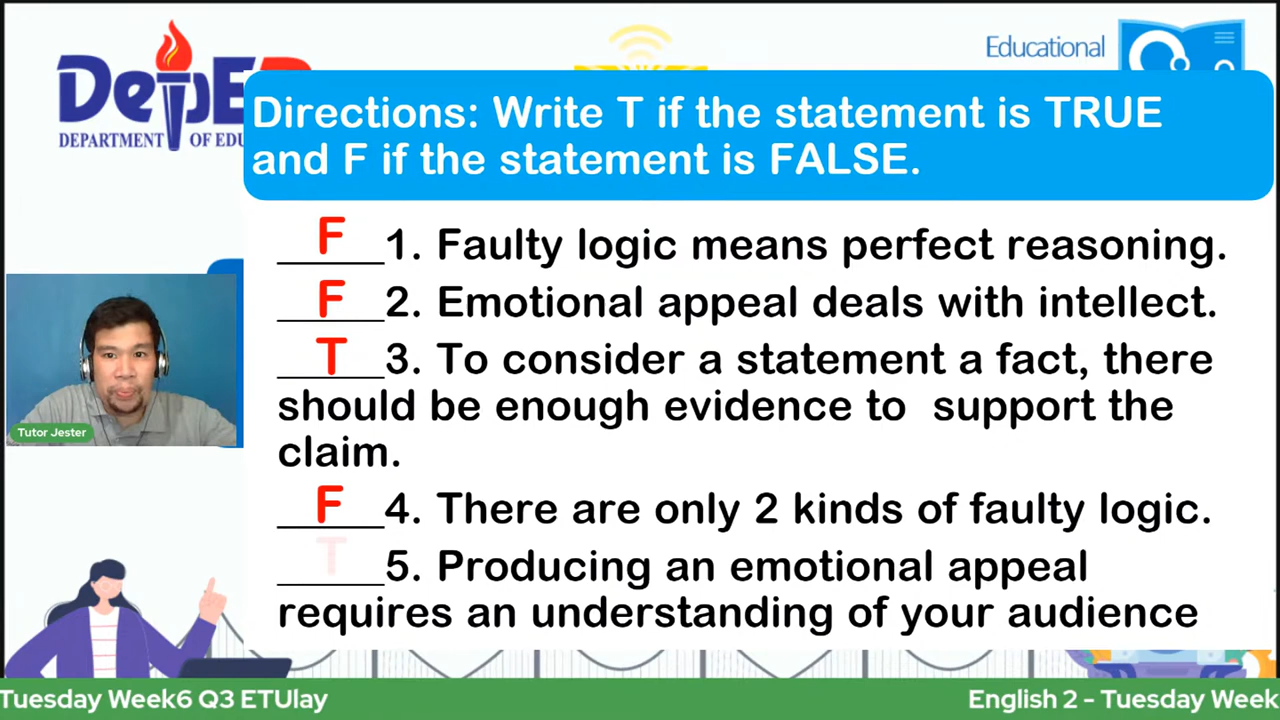 DepED
DEPARTMENT OF EDU
Educational
Directions: Write T if the statement is TRUE
and F if the statement is FALSE.
F 1. Faulty logic means perfect reasoning.
F 2. Emotional appeal deals with intellect.
T 3. To consider a statement a fact, there
should be enough evidence to support the
claim.
F 4. There are only 2 kinds of faulty logic.
T 5. Producing an emotional appeal
requires an understanding of your audience
Tutor Jester
Tuesday Week6 Q3 ETUlay
English 2 - Tuesday Week